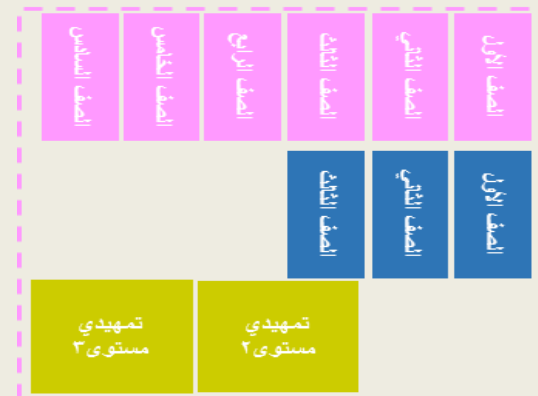 الصف الأول
الصف الثاني
الصف الثالث
الصف الرابع
الصف الخامس
الصف السادس
الصف الأول
الصف الثاني
الصف الثالث
تمهيدي
مستوى٢
تمهيدي
مستوى٣